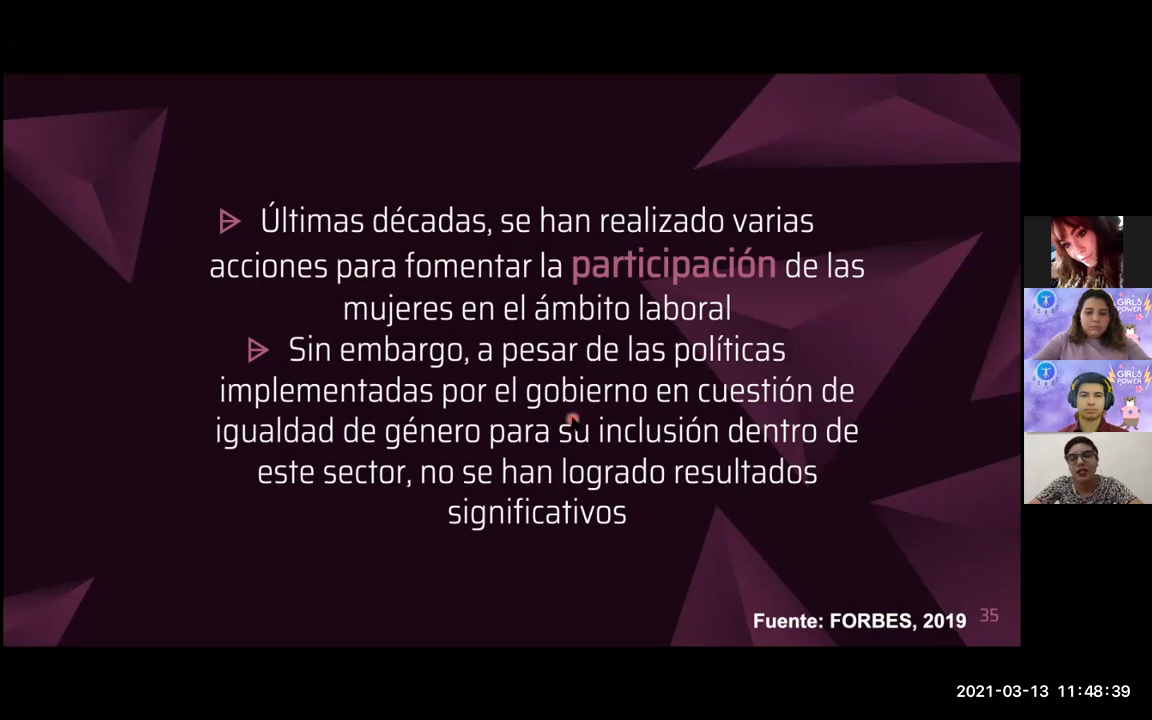 Últimas décadas, se han realizado varias
acciones para fomentar la participación de las
mujeres en el ámbito laboral
Sin embargo, a pesar de las políticas
implementadas por el gobierno en cuestión de
igualdad de género para su inclusión dentro de
este sector, no se han logrado resultados
significativos
Fuente: FORBES, 2019
35
GIRLS
POWER
GIRLS
POWER
2021-03-13 11:48:39